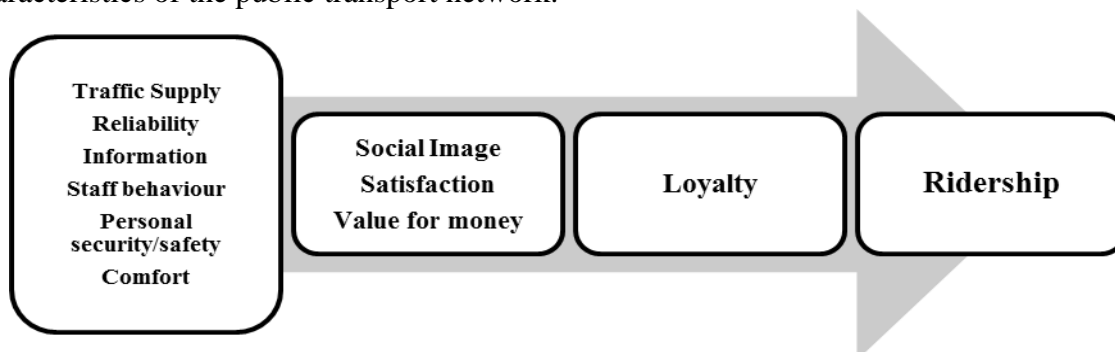 aracteristics of the public transport network.
Traffic Supply
Reliability
Information
Staff behaviour
Personal
security/safety
Comfort
Social Image
Satisfaction
Value for money
Loyalty
Ridership